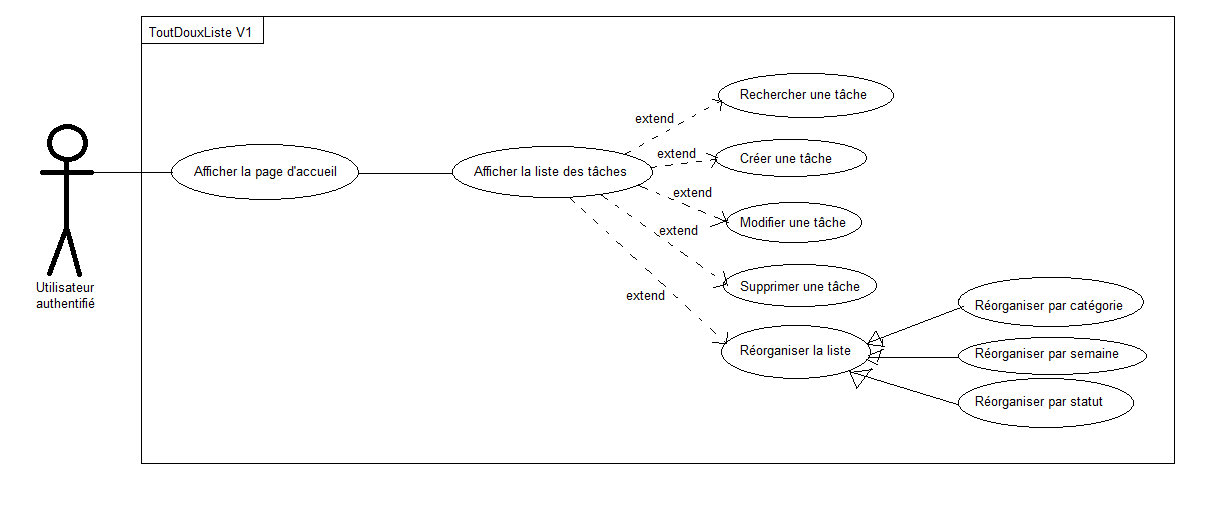 ToutDouxListe V1
Utilisateur
authentifié
Afficher la page d'accueil
Afficher la liste des tâches
extend
extend
extend
extend
extend
Rechercher une tâche
Créer une tâche
Modifier une tâche
Supprimer une tâche
Réorganiser la liste
Réorganiser par catégorie
Réorganiser par semaine
Réorganiser par statut